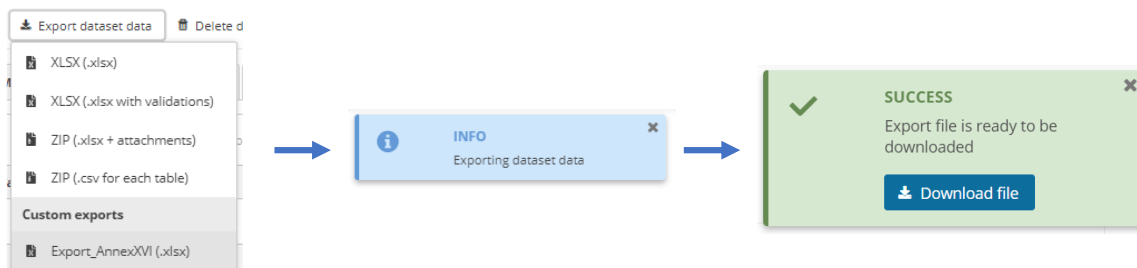 Export dataset data
Delete d
XLSX (.xlsx)
XLSX (.xlsx with validations)
ZIP (.xlsx + attachments)
ZIP (.csv for each table)
Custom exports
Export_AnnexXVI (.xlsx)
INFO
Exporting dataset data
SUCCESS
Export file is ready to be
downloaded
Download file